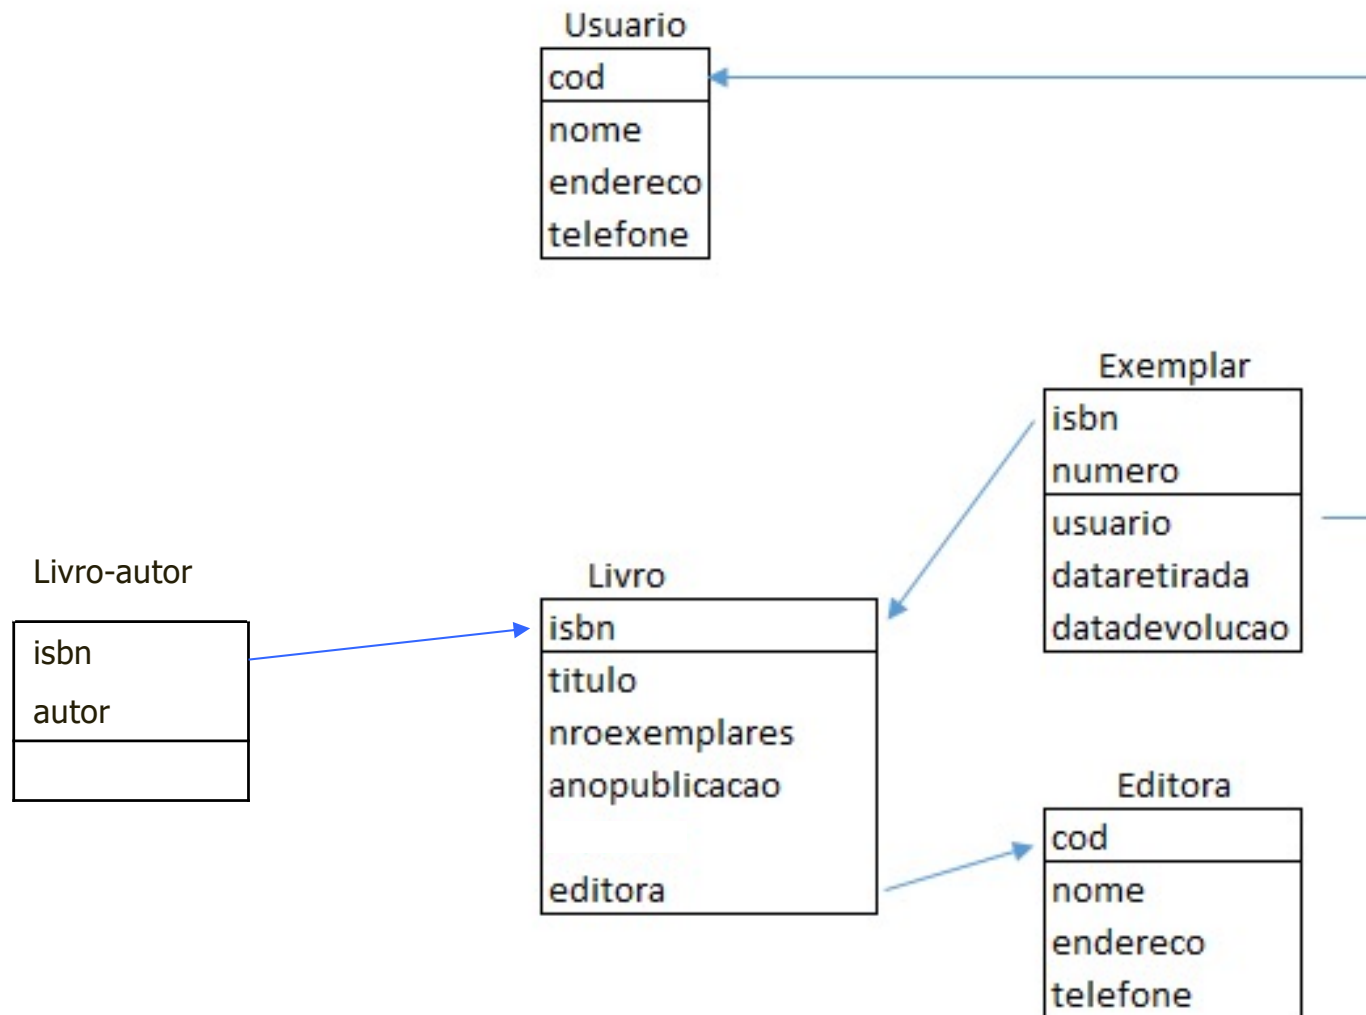 Usuario
cod
nome
endereco
telefone
Exemplar
isbn
numero
usuario
dataretirada
datadevolucao
Livro-autor
isbn
autor
Livro
isbn
titulo
nroexemplares
anopublicacao
editora
Editora
cod
nome
endereco
telefone